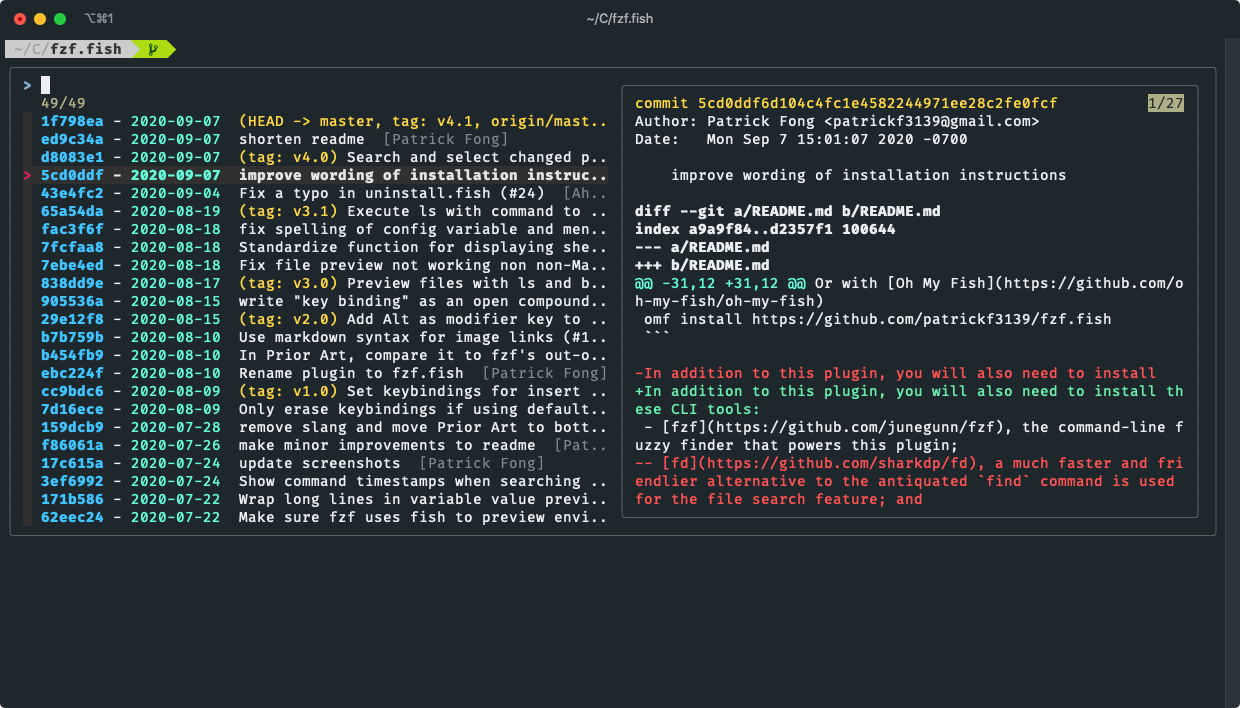 ⌥⌘1
~/C/fzf.fish
~/C/fzf.fish
>
49/49
1f798ea - 2020-09-07  (HEAD -> master, tag: v4.1, origin/mast..
ed9c34a - 2020-09-07  shorten readme  [Patrick Fong]
d8083e1 - 2020-09-07  (tag: v4.0) Search and select changed p..
> 5cd0ddf - 2020-09-07  improve wording of installation instruc..
43e4fc2 - 2020-09-04  Fix a typo in uninstall.fish (#24)  [Ah..
65a54da - 2020-08-19  (tag: v3.1) Execute ls with command to ..
fac3f6f - 2020-08-18  fix spelling of config variable and men..
7fcfaa8 - 2020-08-18  Standardize function for displaying she..
7ebe4ed - 2020-08-18  Fix file preview not working non non-Ma..
838dd9e - 2020-08-17  (tag: v3.0) Preview files with ls and b..
905536a - 2020-08-15  write "key binding" as an open compound..
29e12f8 - 2020-08-15  (tag: v2.0) Add Alt as modifier key to ..
b7b759b - 2020-08-10  Use markdown syntax for image links (#1..
b454fb9 - 2020-08-10  In Prior Art, compare it to fzf's out-o..
ebc224f - 2020-08-10  Rename plugin to fzf.fish  [Patrick Fong]
cc9bdc6 - 2020-08-09  (tag: v1.0) Set keybindings for insert ..
7d16ece - 2020-08-09  Only erase keybindings if using default..
159dcb9 - 2020-07-28  remove slang and move Prior Art to bott..
f86061a - 2020-07-26  make minor improvements to readme  [Pat..
17c615a - 2020-07-24  update screenshots  [Patrick Fong]
3ef6992 - 2020-07-24  Show command timestamps when searching ..
171b586 - 2020-07-22  Wrap long lines in variable value previ..
62eec24 - 2020-07-22  Make sure fzf uses fish to preview envi..
commit 5cd0ddf6d104c4fc1e4582244971ee28c2fe0fcf
1/27
Author: Patrick Fong <patrickf3139@gmail.com>
Date:   Mon Sep 7 15:01:07 2020 -0700
improve wording of installation instructions
diff --git a/README.md b/README.md
index a9a9f84..d2357f1 100644
--- a/README.md
+++ b/README.md
@@ -31,12 +31,12 @@ Or with [Oh My Fish](https://github.com/o
h-my-fish/oh-my-fish)
omf install https://github.com/patrickf3139/fzf.fish
```
-In addition to this plugin, you will also need to install
+In addition to this plugin, you will also need to install th
ese CLI tools:
- [fzf](https://github.com/junegunn/fzf), the command-line f
uzzy finder that powers this plugin;
-- [fd](https://github.com/sharkdp/fd), a much faster and fri
endlier alternative to the antiquated `find` command is used
for the file search feature; and